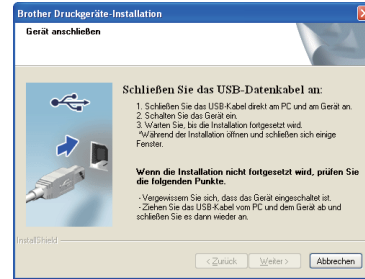 Brother Druckgeräte-Installation
Gerät anschließen
Schließen Sie das USB-Datenkabel an:
1. Schließen Sie das USB-Kabel direkt am PC und am Gerät an.
2. Schalten Sie das Gerät ein.
3. Warten Sie, bis die Installation fortgesetzt wird.
*Während der Installation öffnen und schließen sich einige
Fenster.
Wenn die Installation nicht fortgesetzt wird, prüfen Sie
die folgenden Punkte.
- Vergewissern Sie sich, dass das Gerät eingeschaltet ist.
- Ziehen Sie das USB-Kabel vom PC und dem Gerät ab und
schließen Sie es dann wieder an.
InstallShield
< Zurück Weiter > Abbrechen